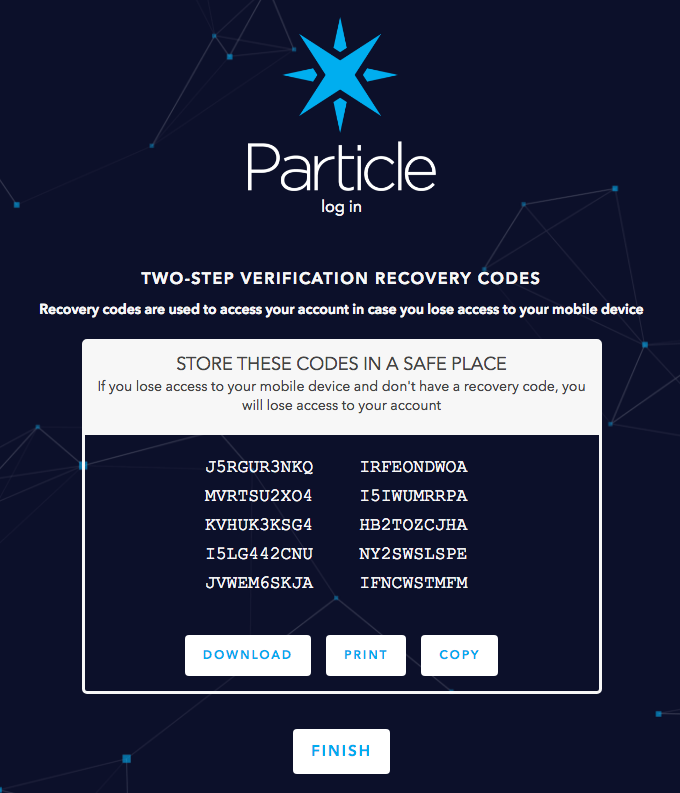 Particle
log in
TWO-STEP VERIFICATION RECOVERY CODES
Recovery codes are used to access your account in case you lose access to your mobile device
STORE THESE CODES IN A SAFE PLACE
If you lose access to your mobile device and don't have a recovery code, you
will lose access to your account
J5RGUR3NKQ IRFEONDWOA
MVRTSU2XO4 I5IWUMRRPA
KVHUK3KSG4 HB2TOZCJHA
I5LG442CNU NY2SWSLSPE
JVWEM6SKJA IFNCWSTMFM
DOWNLOAD PRINT COPY
FINISH